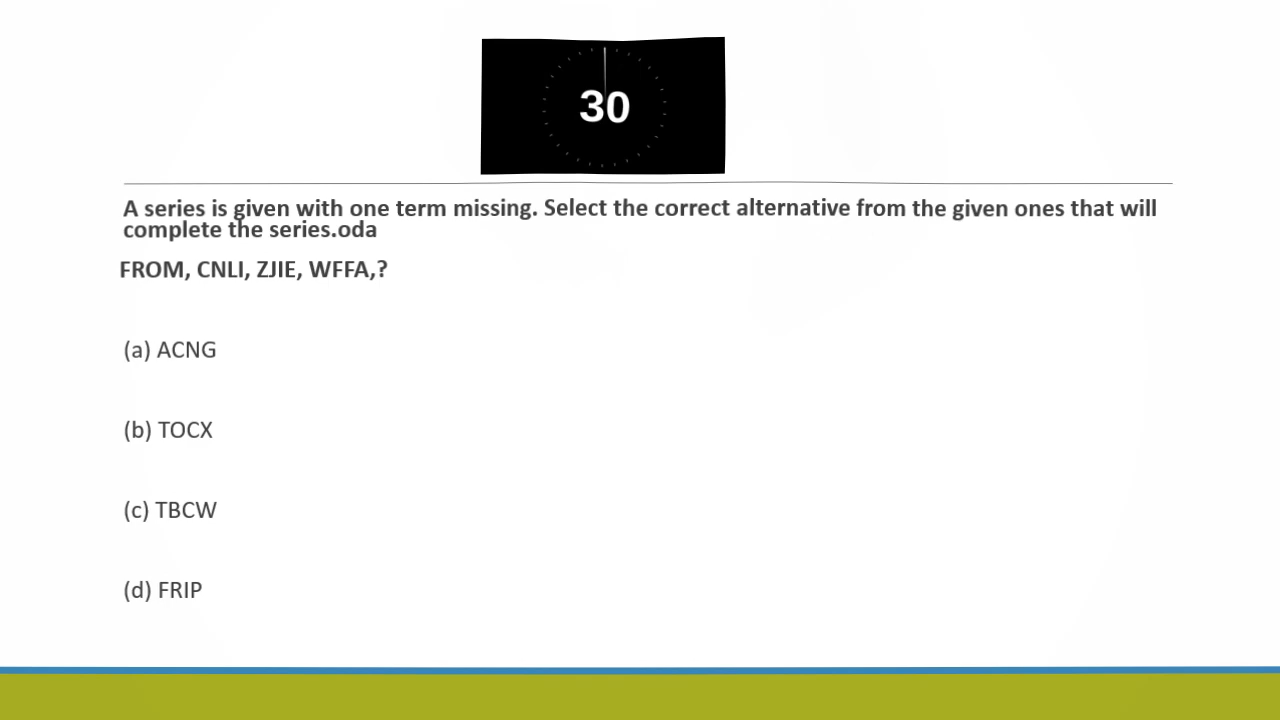 30
A series is given with one term missing. Select the correct alternative from the given ones that will
complete the series.oda
FROM, CNLI, ZJIE, WFFA,?
(a) ACNG
(b) TOCX
(c) TBCW
(d) FRIP